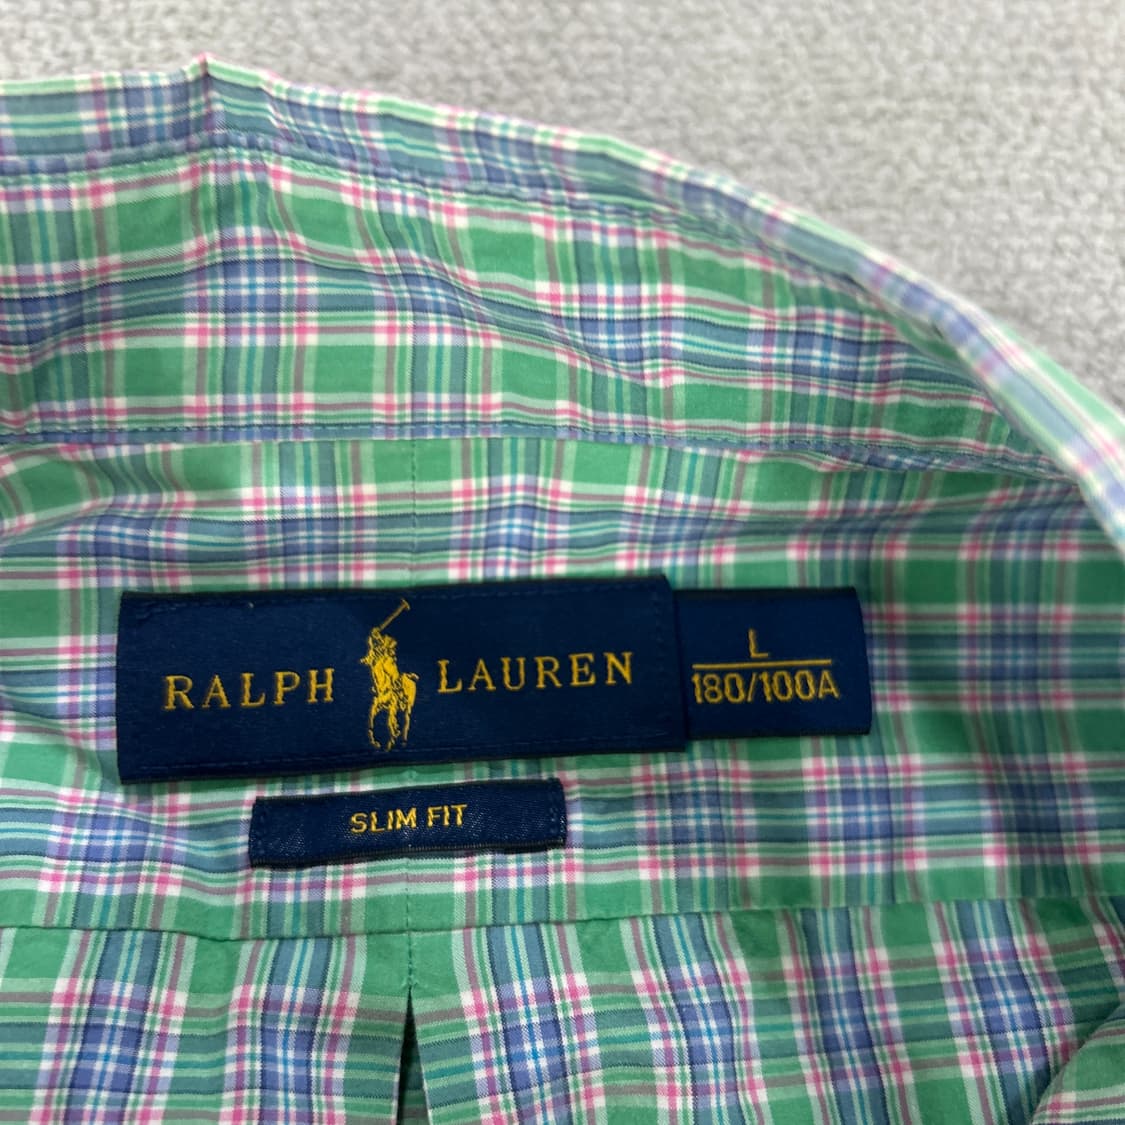 RALPH LAUREN
L
180/100A
SLIM FIT